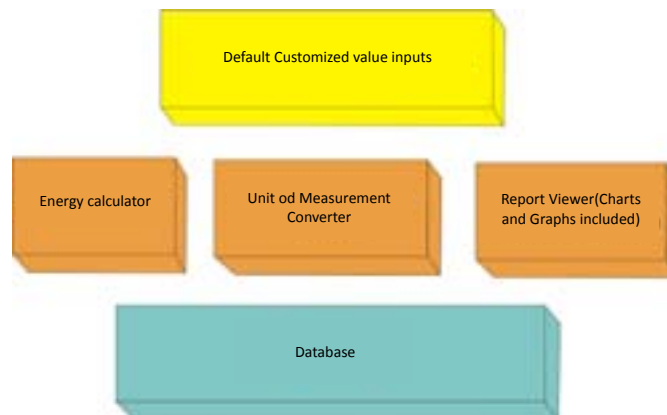 Default Customized value inputs
Energy calculator
Unit od Measurement
Converter
Report Viewer(Charts
and Graphs included)
Database